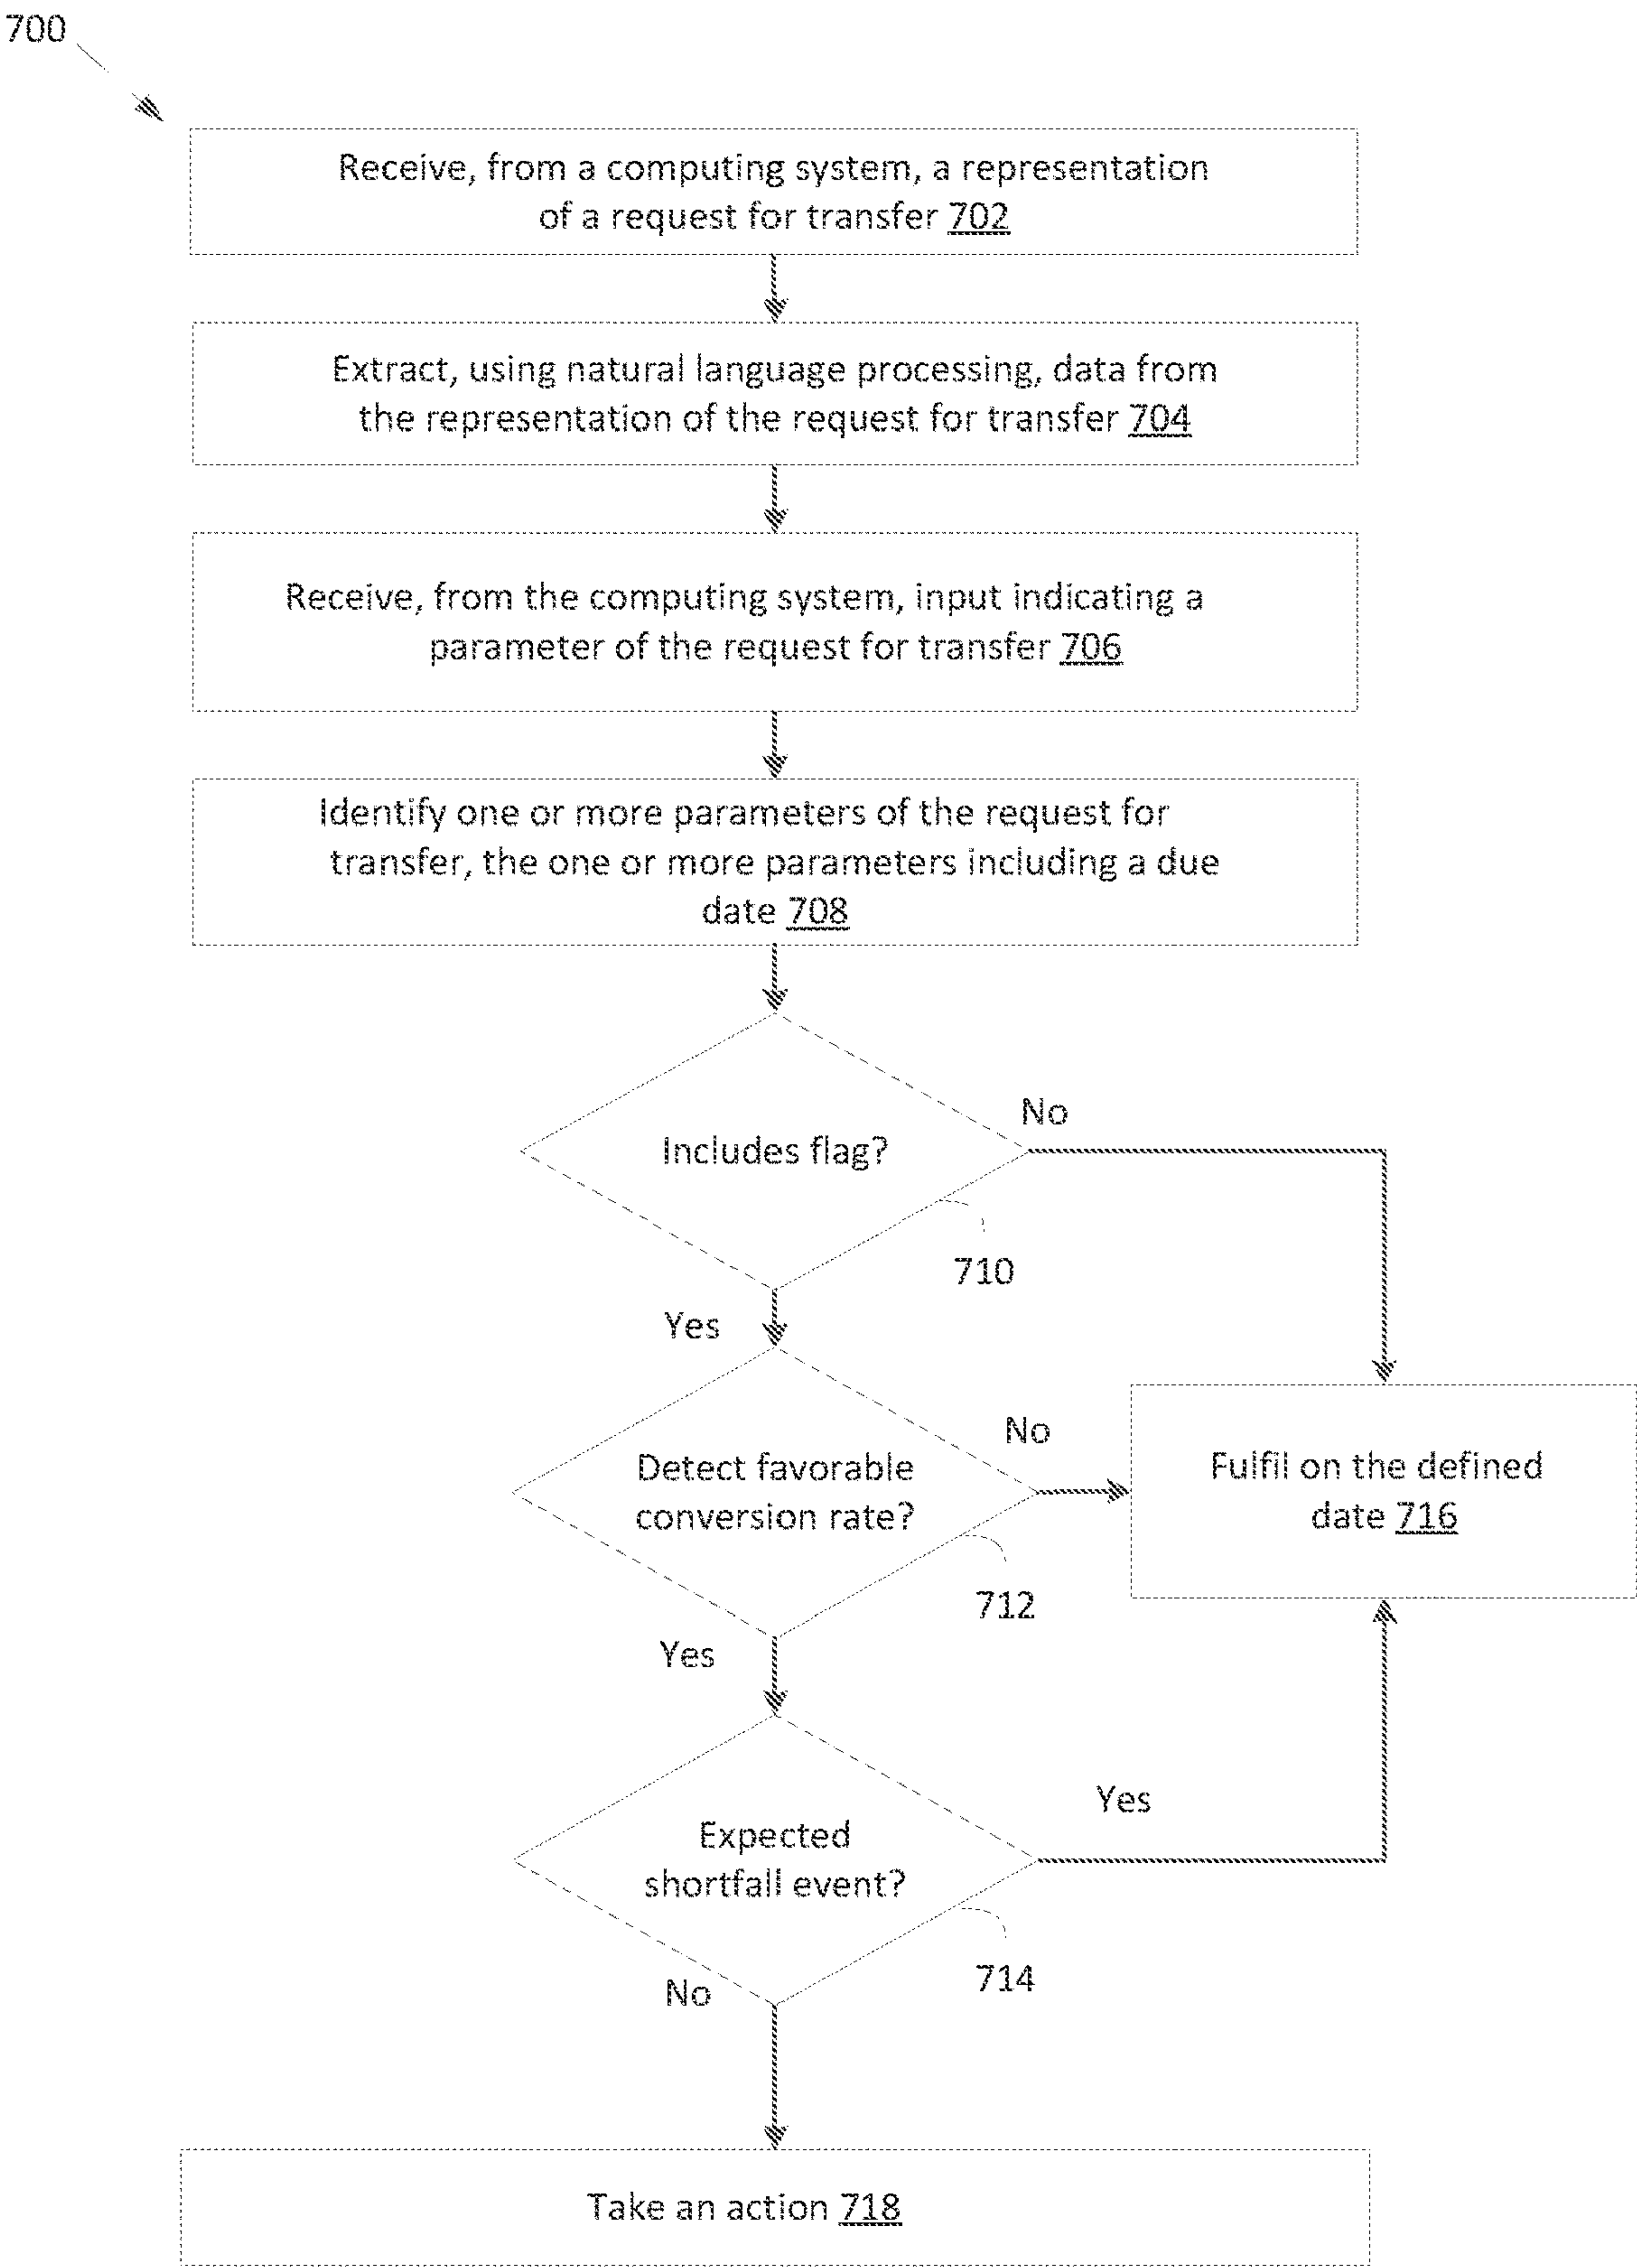 700
Receive, from a computing system, a representation
of a request for transfer 702
Extract, using natural language processing, data from
the representation of the request for transfer 704
Receive, from the computing system, input indicating a
parameter of the request for transfer 706
Identify one or more parameters of the request for
transfer, the one or more parameters including a due
date 708
No
Includes flag?
710
Yes
No
Detect favorable
conversion rate?
Fulfil on the defined
date 716
712
Yes
Yes
Expected
shortfall event?
714
No
Take an action 718